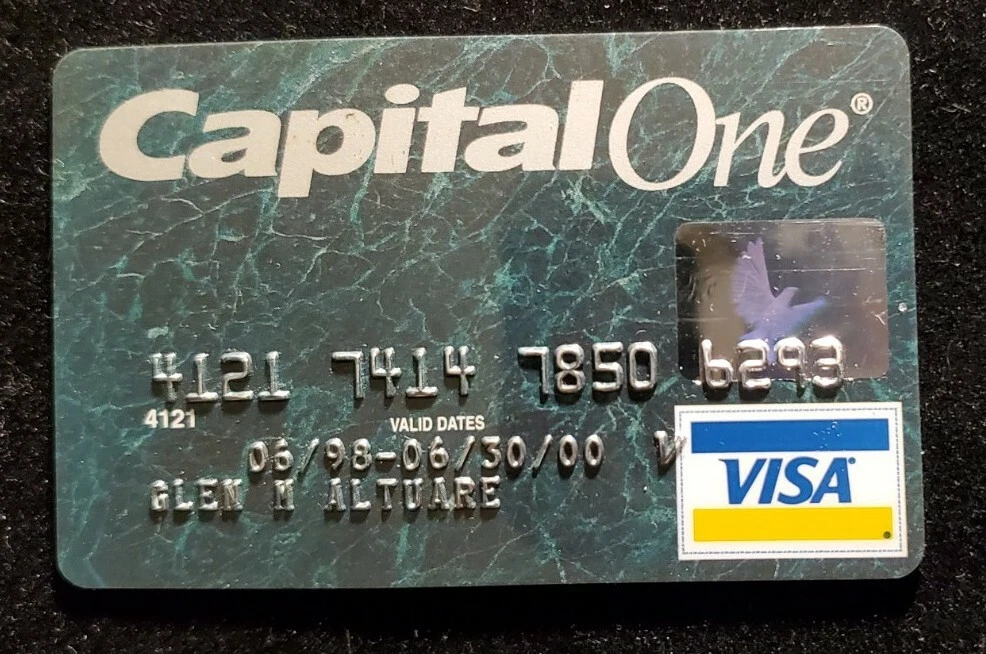 CapitalOne®
4121 7414 7850 6293
4121 VALID DATES
06/98-06/30/00 V
GLEN M ALTUARE
VISA